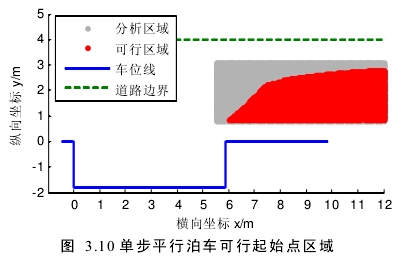 5
4
3
2
1
0
-1
-2
纵向坐标 y/m
分析区域
可行区域
车位线
道路边界
0 1 2 3 4 5 6 7 8 9 10 11 12
横向坐标 x/m
图 3.10 单步平行泊车可行起始点区域